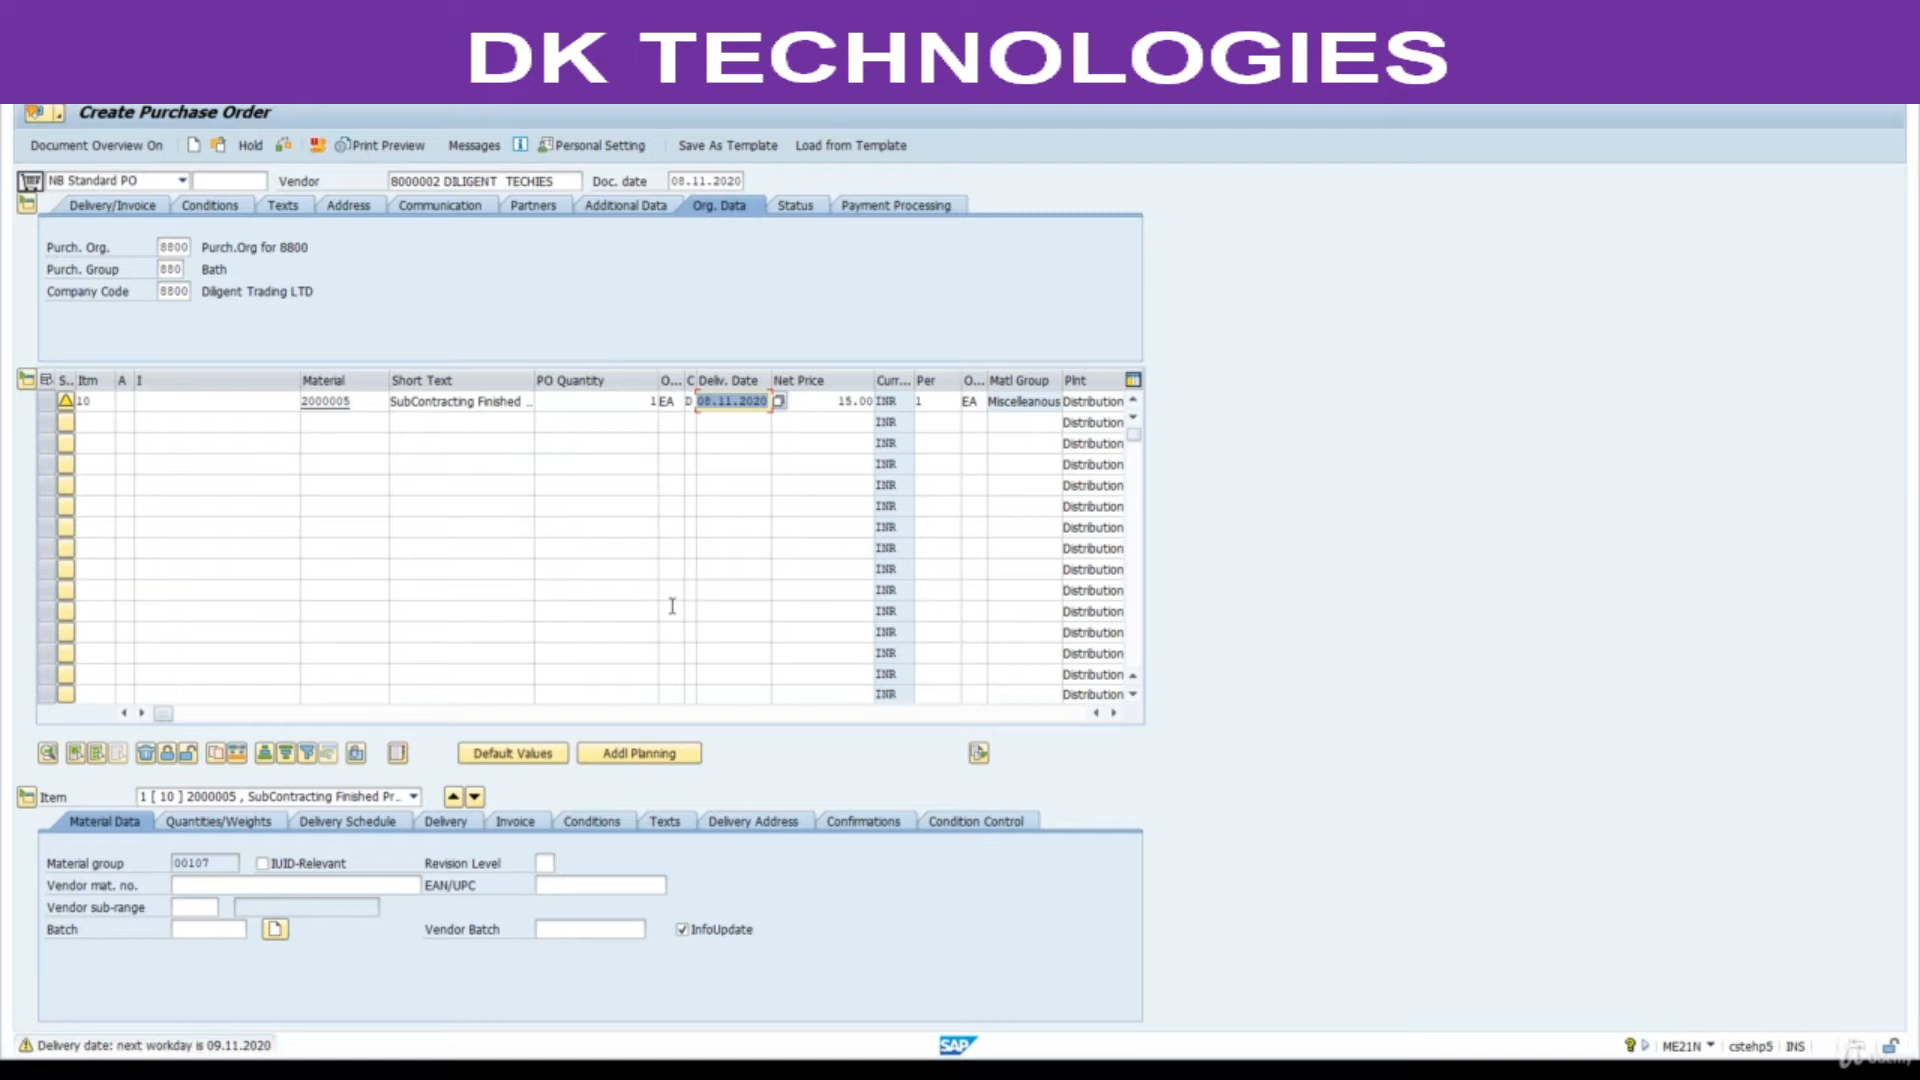 DK TECHNOLOGIES
Create Purchase Order
Document Overview On Hold Print Preview Messages Personal Setting Save As Template Load from Template
NB Standard PO Vendor 8000002 DILIGENT TECHIES Doc. date 08.11.2020
Delivery/Invoice Conditions Texts Address Communication Partners Additional Data Org. Data Status Payment Processing
Purch. Org. 8800 Purch.Org for 8800
Purch. Group 880 Bath
Company Code 8800 Diligent Trading LTD
S.. Itm A I Material Short Text PO Quantity O... C Deliv. Date Net Price Curr... Per O... Matl Group Plnt
10 2000005 SubContracting Finished .. 1 EA D 08.11.2020 15.00 INR 1 EA Miscelleanous Distribution
INR Distribution
INR Distribution
INR Distribution
INR Distribution
INR Distribution
INR Distribution
INR Distribution
INR Distribution
INR Distribution
INR Distribution
INR Distribution
INR Distribution
INR Distribution
INR Distribution
Default Values Addl Planning
Item 1 [ 10 ] 2000005 , SubContracting Finished Pr...
Material Data Quantities/Weights Delivery Schedule Delivery Invoice Conditions Texts Delivery Address Confirmations Condition Control
Material group 00107 IUID-Relevant Revision Level
Vendor mat. no. EAN/UPC
Vendor sub-range
Batch Vendor Batch InfoUpdate
Delivery date: next workday is 09.11.2020 SAP ME21N cstehp5 INS
Udemy